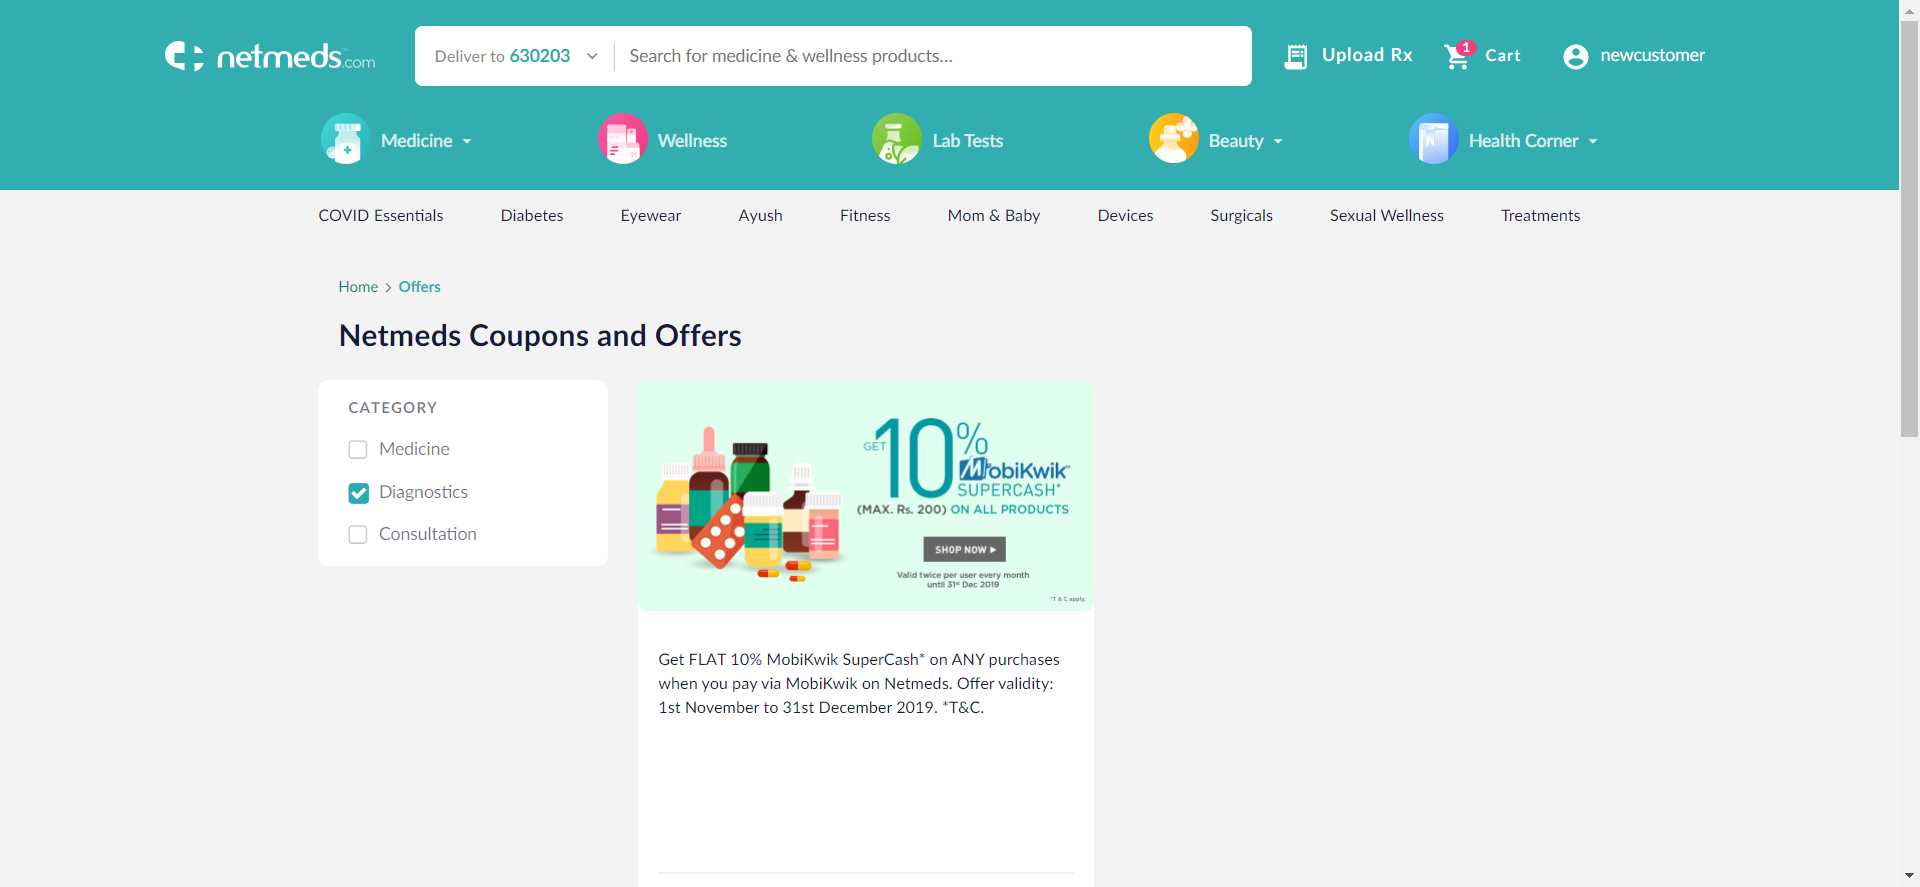 netmeds.com
Deliver to 630203
Search for medicine & wellness products...
Upload Rx
1
Cart
newcustomer
Medicine
Wellness
Lab Tests
Beauty
Health Corner
COVID Essentials
Diabetes
Eyewear
Ayush
Fitness
Mom & Baby
Devices
Surgicals
Sexual Wellness
Treatments
Home > Offers
Netmeds Coupons and Offers
CATEGORY
Medicine
Diagnostics
Consultation
GET 10%
MobiKwik™
SUPERCASH*
(MAX. Rs. 200) ON ALL PRODUCTS
SHOP NOW
Valid twice per user every month
until 31st Dec 2019
*T & C apply.
Get FLAT 10% MobiKwik SuperCash* on ANY purchases
when you pay via MobiKwik on Netmeds. Offer validity:
1st November to 31st December 2019. *T&C.